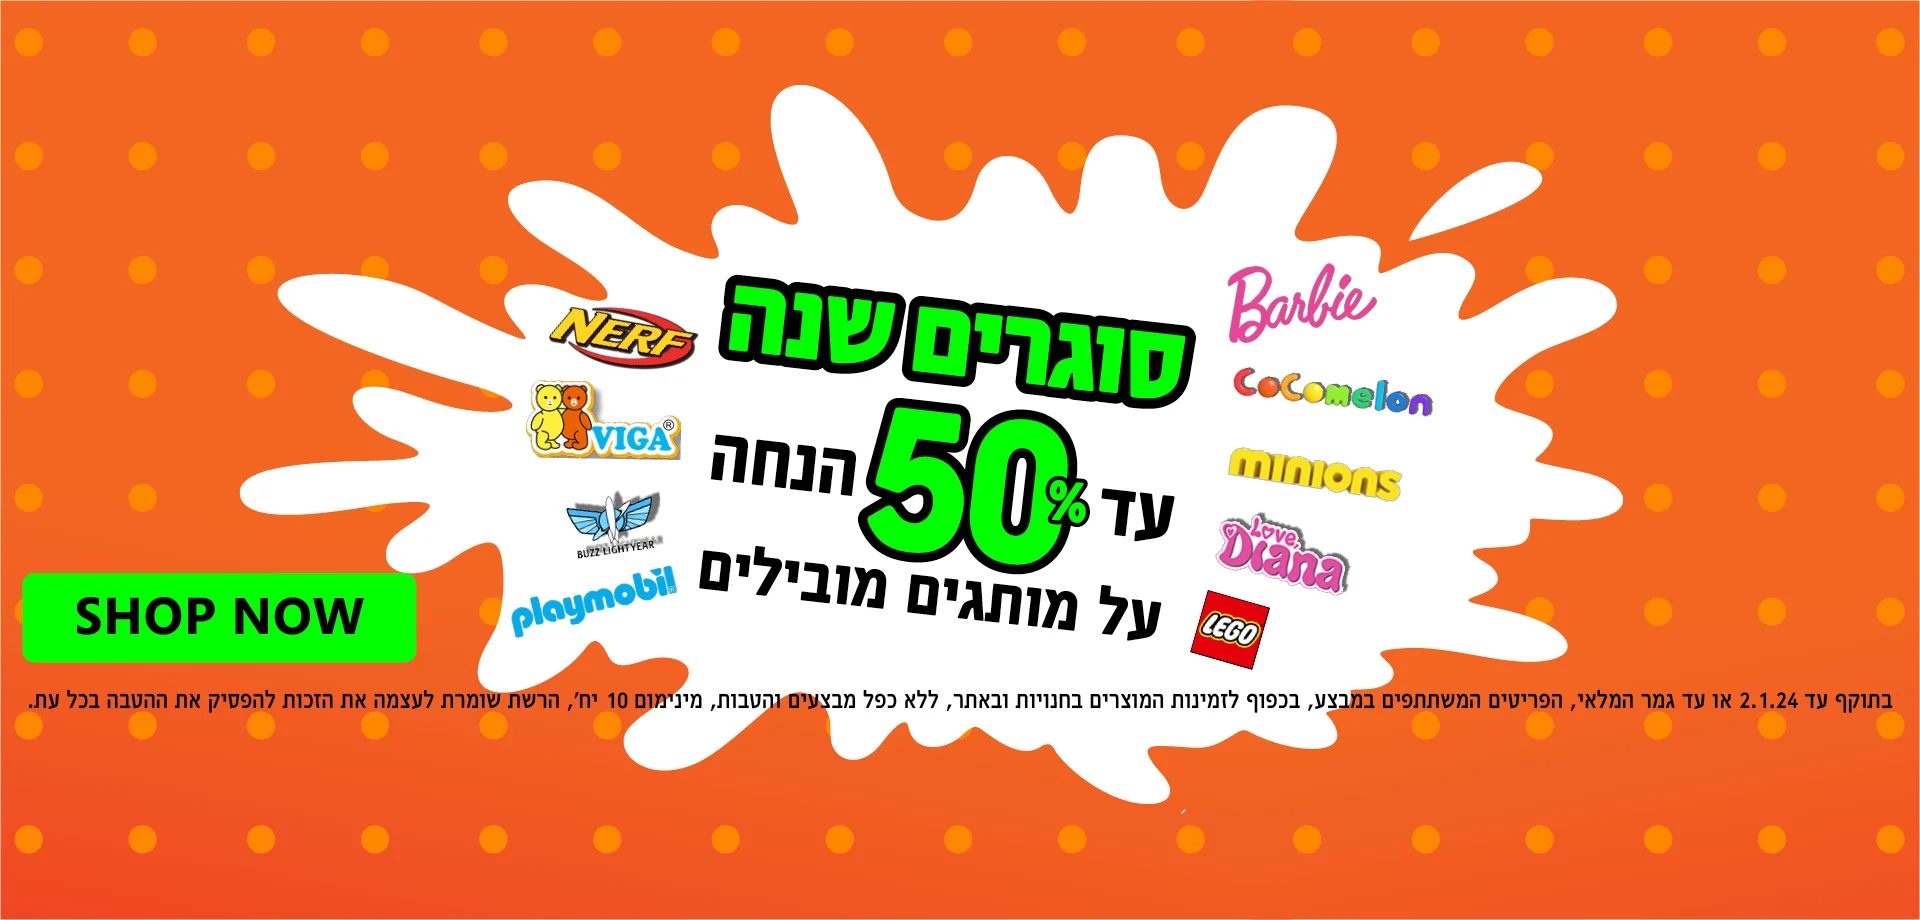 סוגרים שנה
עד 50% הנחה
על מותגים מובילים
Barbie
CoComelon
minions
Love, Diana
LEGO
NERF
VIGA®
BUZZ LIGHTYEAR
playmobil
SHOP NOW
בתוקף עד 2.1.24 או עד גמר המלאי, הפריטים המשתתפים במבצע, בכפוף לזמינות המוצרים בחנויות ובאתר, ללא כפל מבצעים והטבות, מינימום 10 יח', הרשת שומרת לעצמה את הזכות להפסיק את ההטבה בכל עת.